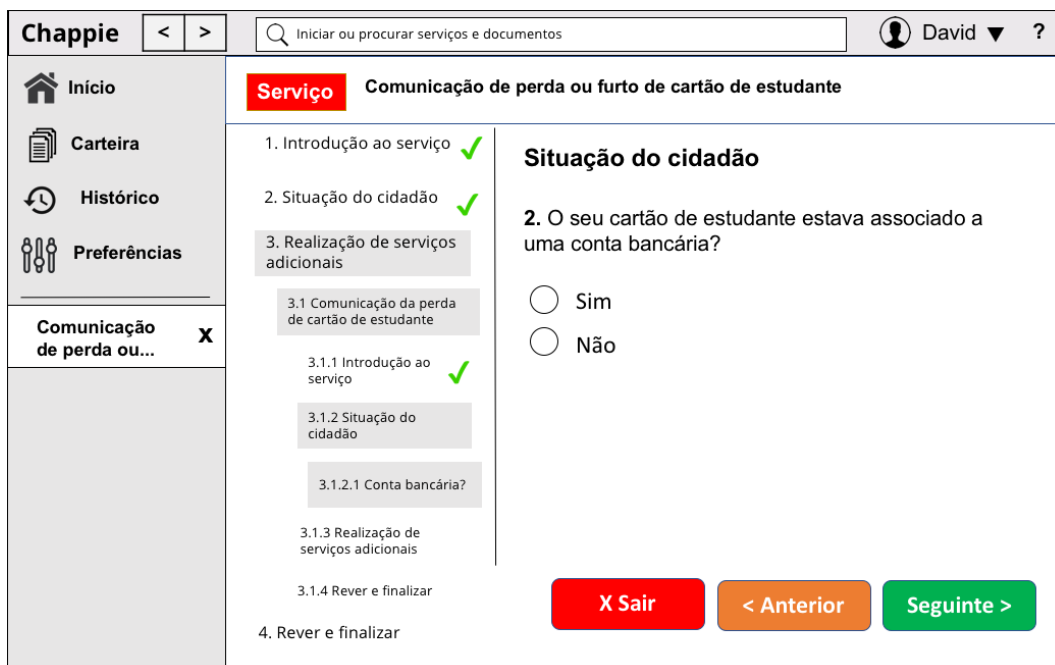 Chappie < >
Iniciar ou procurar serviços e documentos
David ▼ ?
Início
Carteira
Histórico
Preferências
Comunicação
de perda ou...
X
Serviço
Comunicação de perda ou furto de cartão de estudante
1. Introdução ao serviço
2. Situação do cidadão
3. Realização de serviços
adicionais
3.1 Comunicação da perda
de cartão de estudante
3.1.1 Introdução ao
serviço
3.1.2 Situação do
cidadão
3.1.2.1 Conta bancária?
3.1.3 Realização de
serviços adicionais
3.1.4 Rever e finalizar
4. Rever e finalizar
Situação do cidadão
2. O seu cartão de estudante estava associado a
uma conta bancária?
Sim
Não
X Sair
< Anterior
Seguinte >